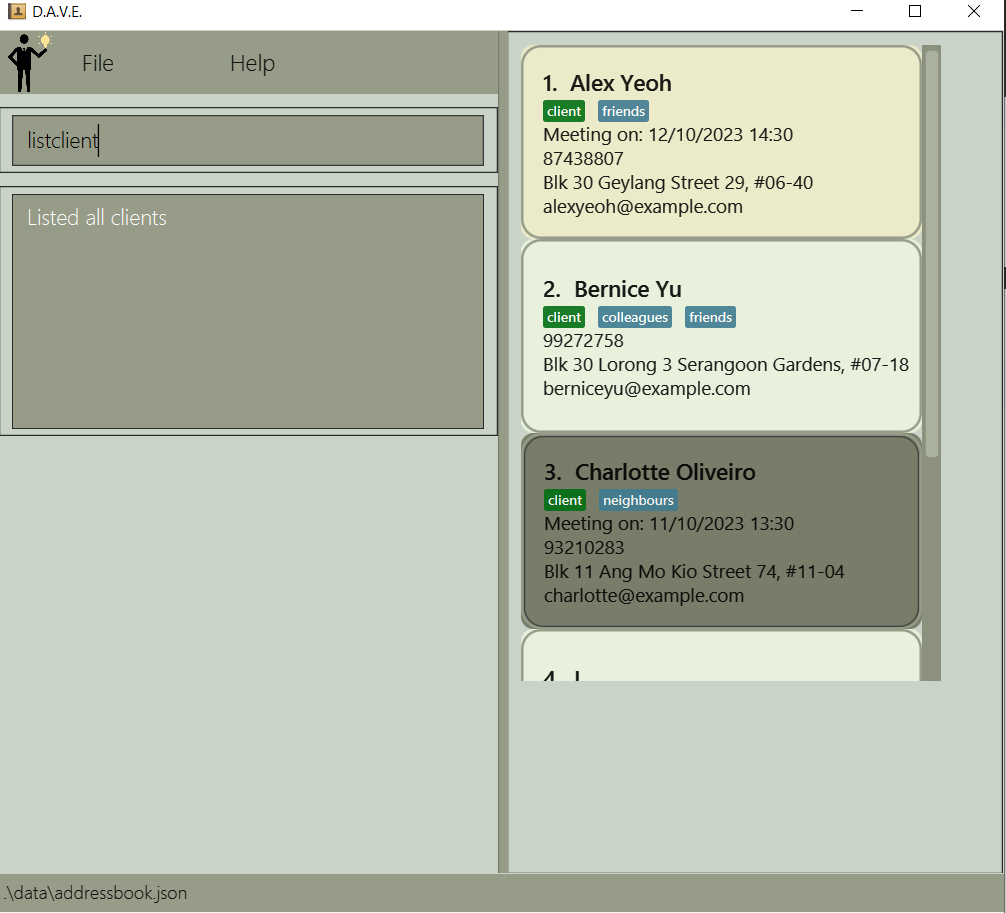 D.A.V.E.
File Help
listclient
Listed all clients
1. Alex Yeoh
client friends
Meeting on: 12/10/2023 14:30
87438807
Blk 30 Geylang Street 29, #06-40
alexyeoh@example.com
2. Bernice Yu
client colleagues friends
99272758
Blk 30 Lorong 3 Serangoon Gardens, #07-18
berniceyu@example.com
3. Charlotte Oliveiro
client neighbours
Meeting on: 11/10/2023 13:30
93210283
Blk 11 Ang Mo Kio Street 74, #11-04
charlotte@example.com
4.
.\data\addressbook.json